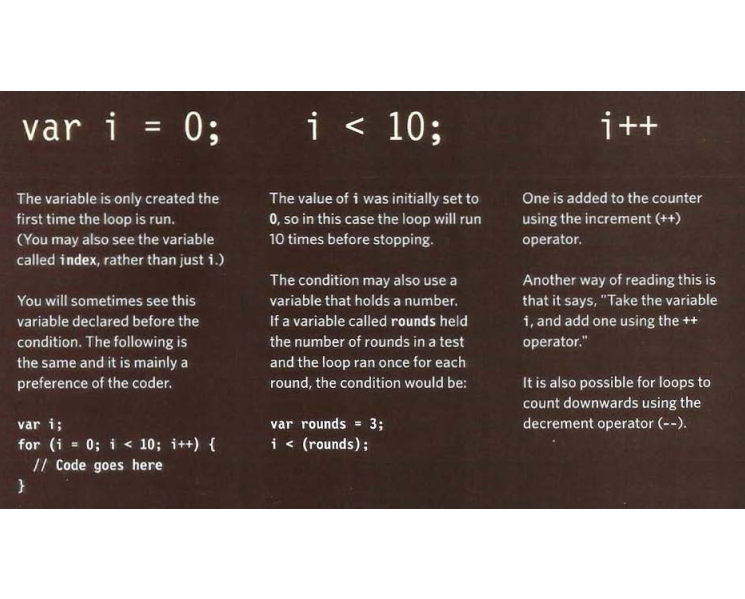 var i = 0;
The variable is only created the
first time the loop is run.
(You may also see the variable
called index, rather than just i.)
You will sometimes see this
variable declared before the
condition. The following is
the same and it is mainly a
preference of the coder.
var i;
for (i = 0; i < 10; i++) {
// Code goes here
}
i < 10;
The value of i was initially set to
0, so in this case the loop will run
10 times before stopping.
The condition may also use a
variable that holds a number.
If a variable called rounds held
the number of rounds in a test
and the loop ran once for each
round, the condition would be:
var rounds = 3;
i < (rounds);
i++
One is added to the counter
using the increment (++)
operator.
Another way of reading this is
that it says, "Take the variable
i, and add one using the ++
operator."
It is also possible for loops to
count downwards using the
decrement operator (--).